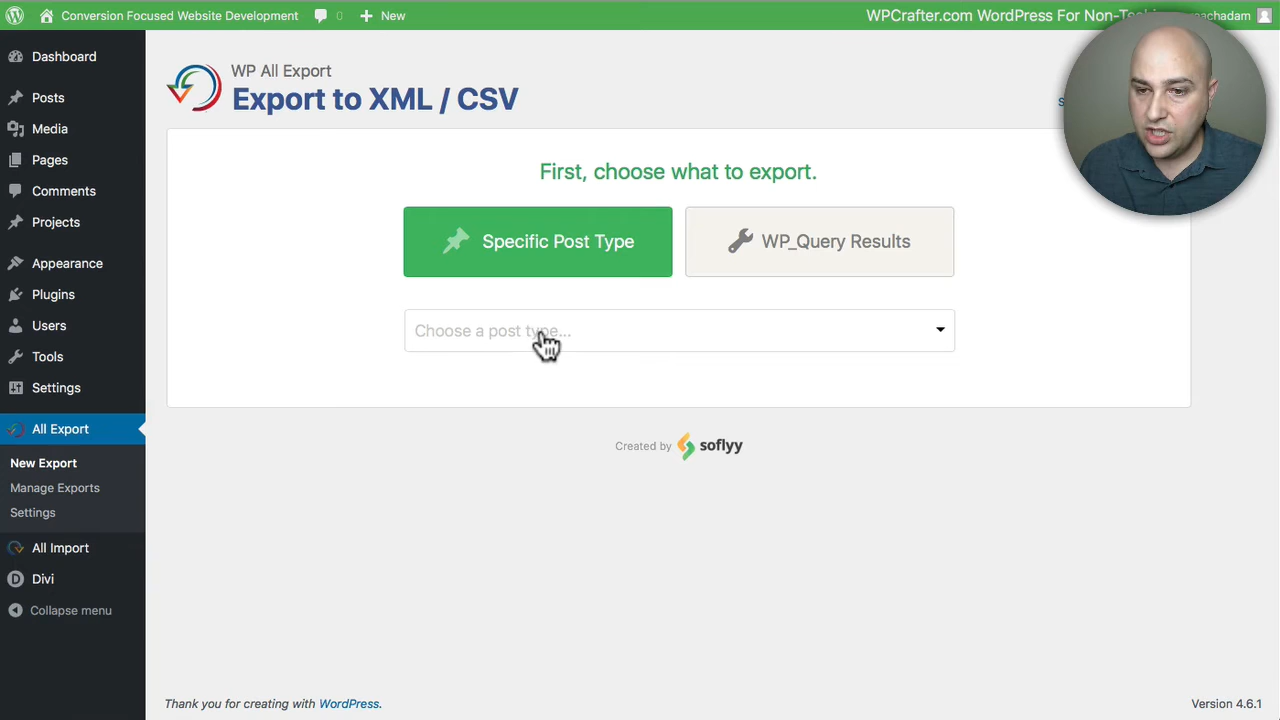 Conversion Focused Website Development
0
New
WPCrafter.com WordPress For Non-Tech
achadam
Dashboard
Posts
Media
Pages
Comments
Projects
Appearance
Plugins
Users
Tools
Settings
All Export
New Export
Manage Exports
Settings
All Import
Divi
Collapse menu
WP All Export
Export to XML / CSV
First, choose what to export.
Specific Post Type
WP_Query Results
Choose a post type...
Created by soflyy
Thank you for creating with WordPress.
Version 4.6.1